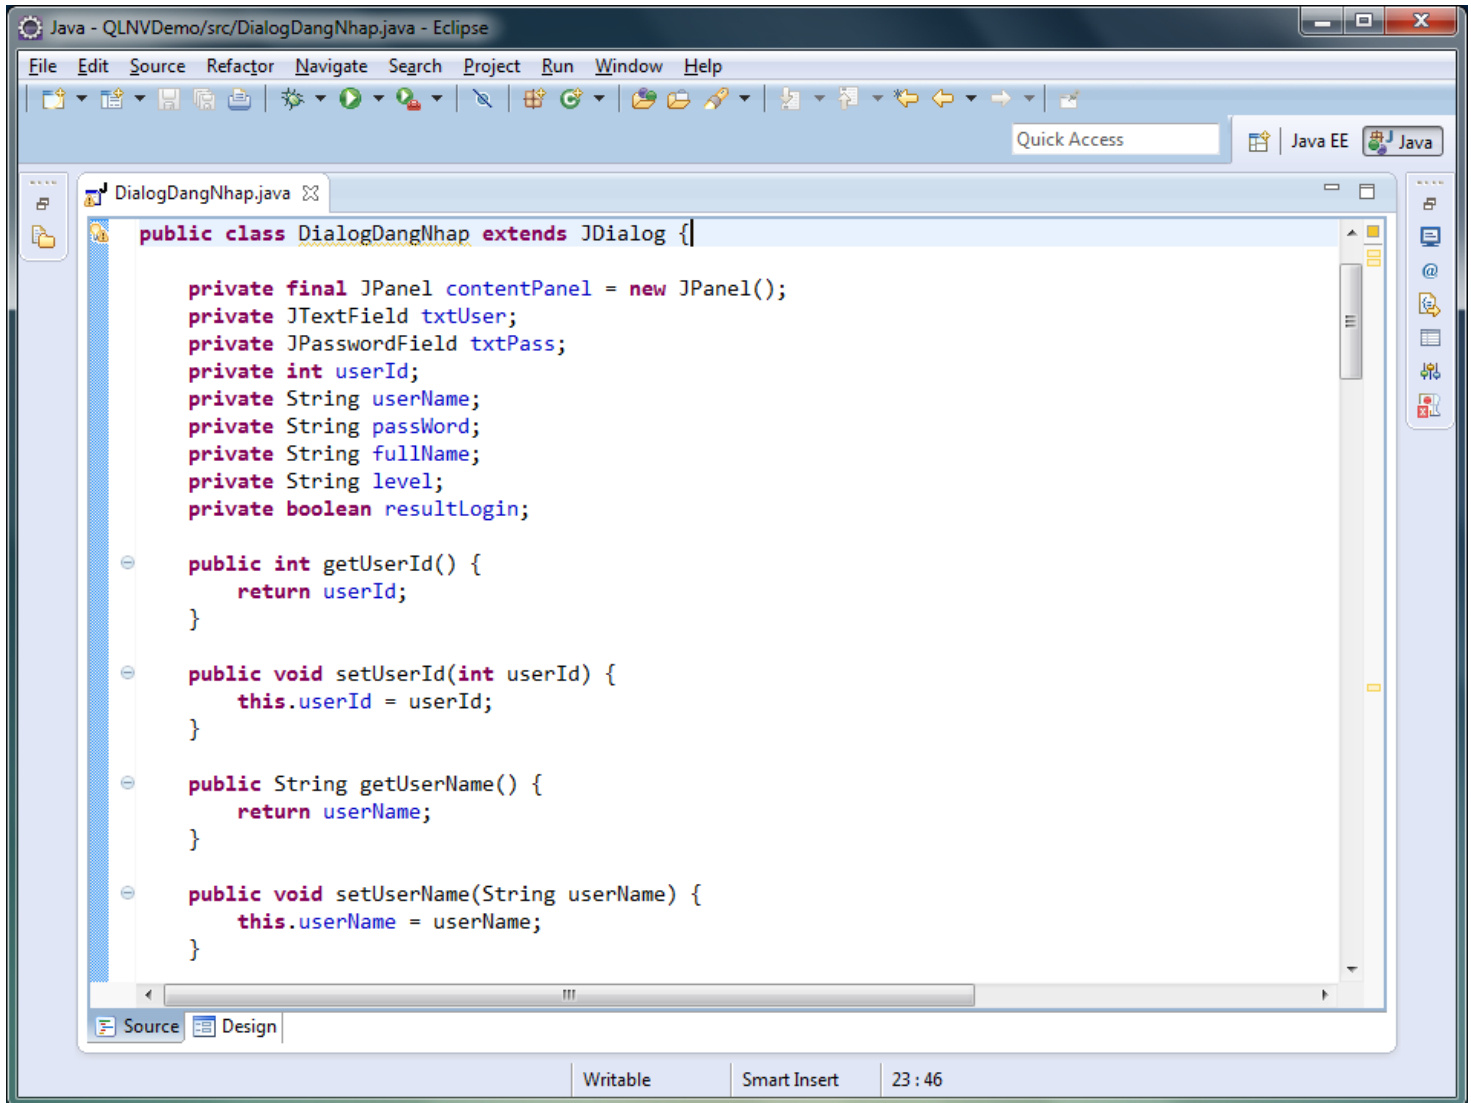 Java - QLNVDemo/src/DialogDangNhap.java - Eclipse
File Edit Source Refactor Navigate Search Project Run Window Help
Quick Access
Java EE
Java
DialogDangNhap.java
public class DialogDangNhap extends JDialog {
private final JPanel contentPanel = new JPanel();
private JTextField txtUser;
private JPasswordField txtPass;
private int userId;
private String userName;
private String passWord;
private String fullName;
private String level;
private boolean resultLogin;
public int getUserId() {
return userId;
}
public void setUserId(int userId) {
this.userId = userId;
}
public String getUserName() {
return userName;
}
public void setUserName(String userName) {
this.userName = userName;
}
Source Design
Writable Smart Insert 23 : 46